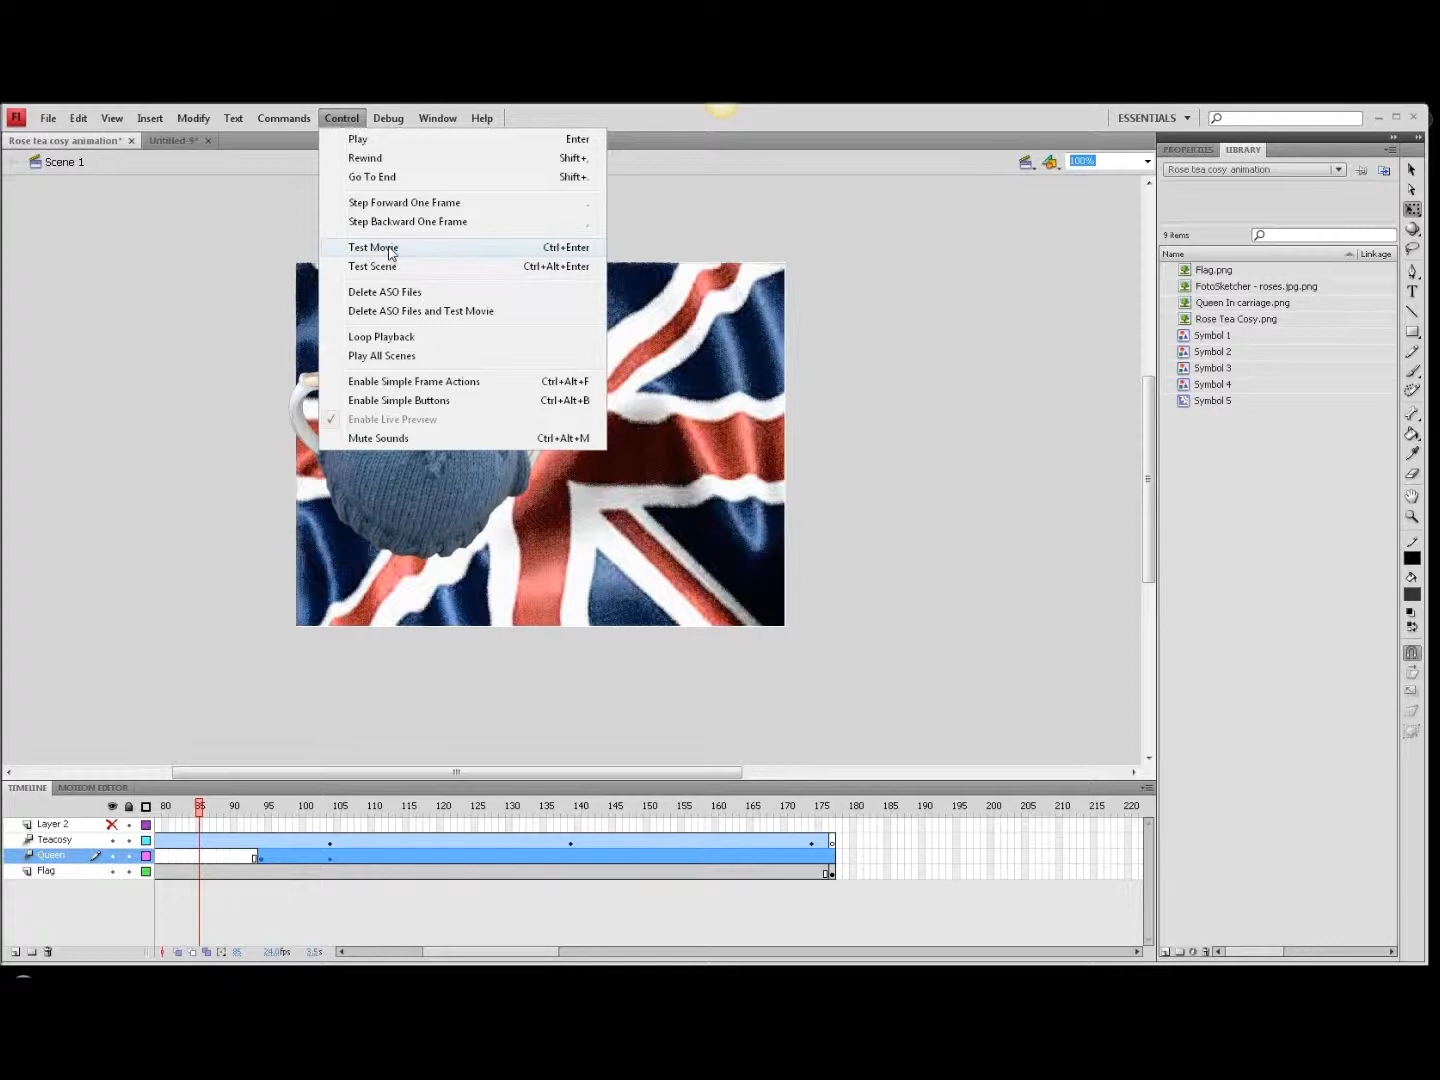 Fl File Edit View Insert Modify Text Commands Control Debug Window Help ESSENTIALS
Rose tea cosy animation* Untitled-9*
Scene 1
100%
Play Enter
Rewind Shift+,
Go To End Shift+.
Step Forward One Frame .
Step Backward One Frame ,
Test Movie Ctrl+Enter
Test Scene Ctrl+Alt+Enter
Delete ASO Files
Delete ASO Files and Test Movie
Loop Playback
Play All Scenes
Enable Simple Frame Actions Ctrl+Alt+F
Enable Simple Buttons Ctrl+Alt+B
Enable Live Preview
Mute Sounds Ctrl+Alt+M
PROPERTIES LIBRARY
Rose tea cosy animation
9 items
Name Linkage
Flag.png
FotoSketcher - roses.jpg.png
Queen In carriage.png
Rose Tea Cosy.png
Symbol 1
Symbol 2
Symbol 3
Symbol 4
Symbol 5
TIMELINE MOTION EDITOR
80 85 90 95 100 105 110 115 120 125 130 135 140 145 150 155 160 165 170 175 180 185 190 195 200 205 210 215 220
Layer 2
Teacosy
Queen
Flag
85 24.0fps 3.5s